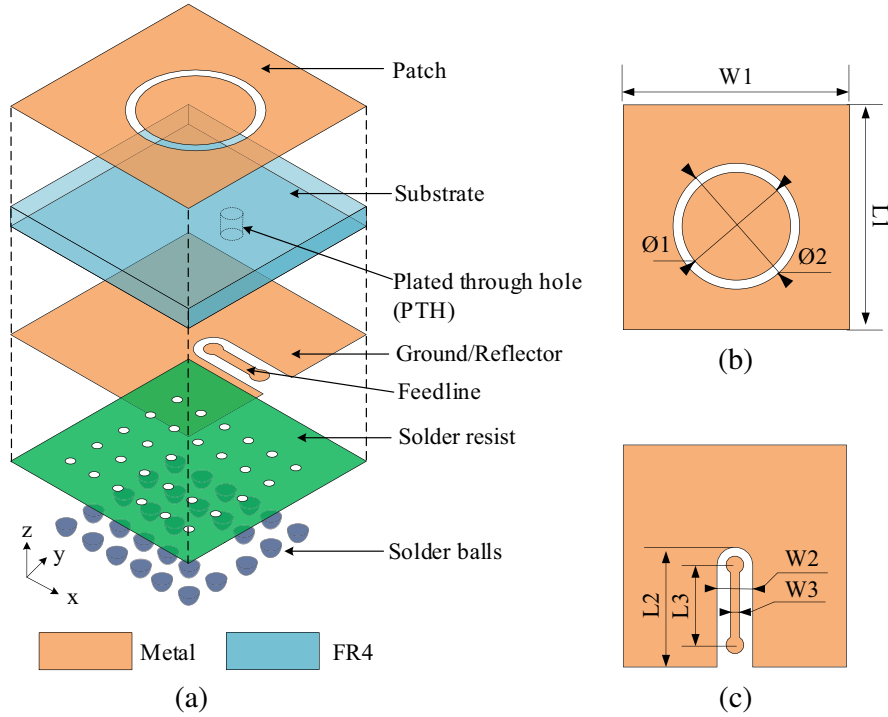 Patch
Substrate
Plated through hole
(PTH)
Ground/Reflector
Feedline
Solder resist
Solder balls
z
y
x
Metal
FR4
(a)
W1
L1
Ø1
Ø2
(b)
W2
W3
L2
L3
(c)